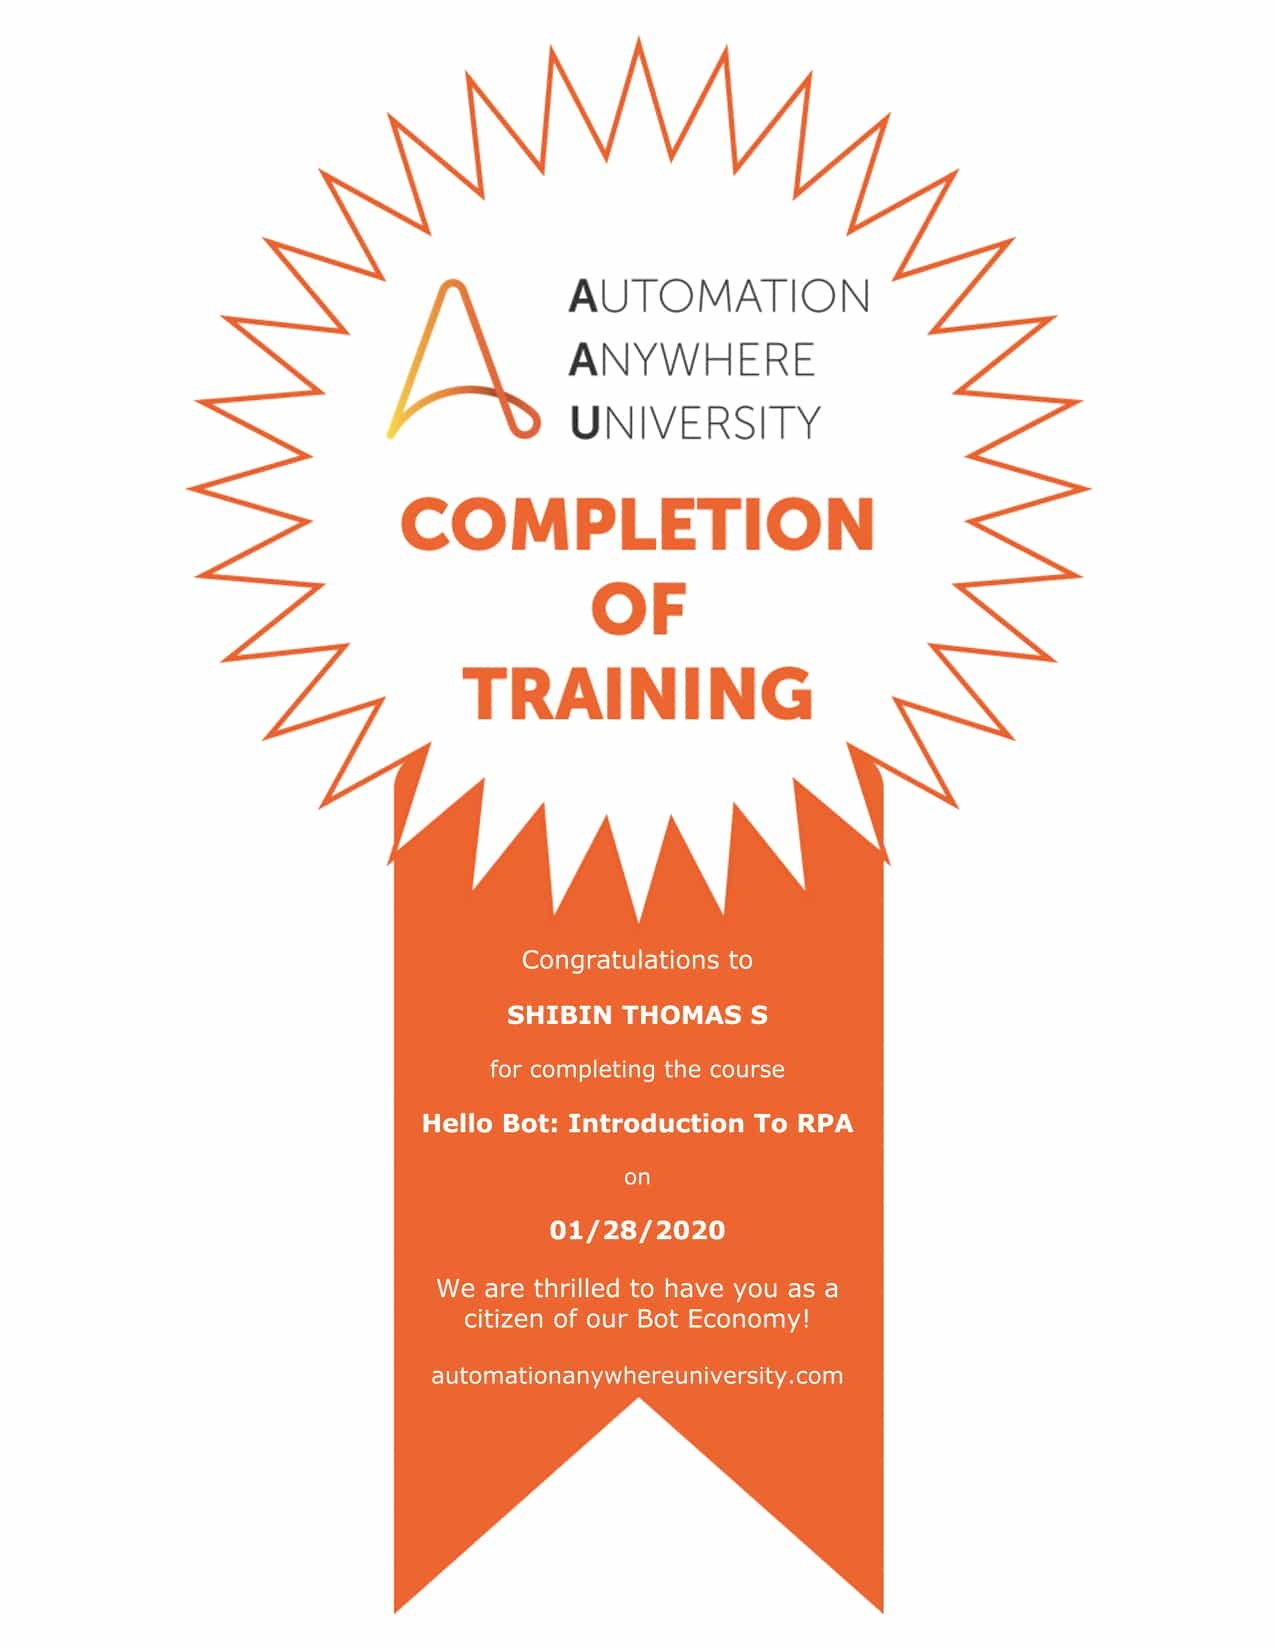 AUTOMATION
ANYWHERE
UNIVERSITY
COMPLETION
OF
TRAINING
Congratulations to
SHIBIN THOMAS S
for completing the course
Hello Bot: Introduction To RPA
on
01/28/2020
We are thrilled to have you as a
citizen of our Bot Economy!
automationanywhereuniversity.com